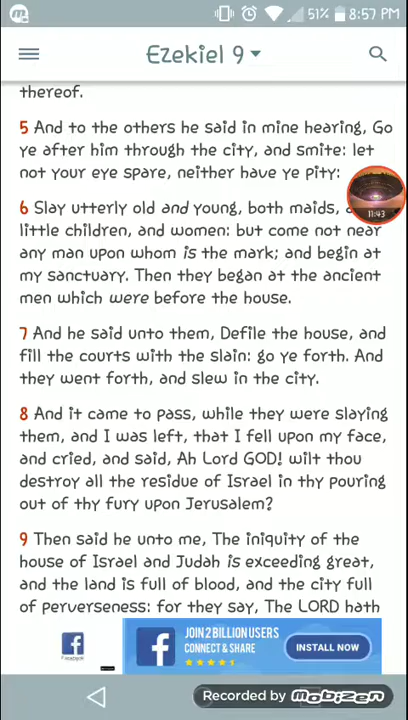 51% 8:57 PM
Ezekiel 9
thereof.
5 And to the others he said in mine hearing, Go
ye after him through the city, and smite: let
not your eye spare, neither have ye pity:
11:43
6 Slay utterly old and young, both maids,
little children, and women: but come not near
any man upon whom is the mark; and begin at
my sanctuary. Then they began at the ancient
men which were before the house.
7 And he said unto them, Defile the house, and
fill the courts with the slain: go ye forth. And
they went forth, and slew in the city.
8 And it came to pass, while they were slaying
them, and I was left, that I fell upon my face,
and cried, and said, Ah Lord GOD! wilt thou
destroy all the residue of Israel in thy pouring
out of thy fury upon Jerusalem?
9 Then said he unto me, The iniquity of the
house of Israel and Judah is exceeding great,
and the land is full of blood, and the city full
of perverseness: for they say, The LORD hath
Facebook
JOIN 2 BILLION USERS
CONNECT & SHARE
INSTALL NOW
Recorded by mobizen